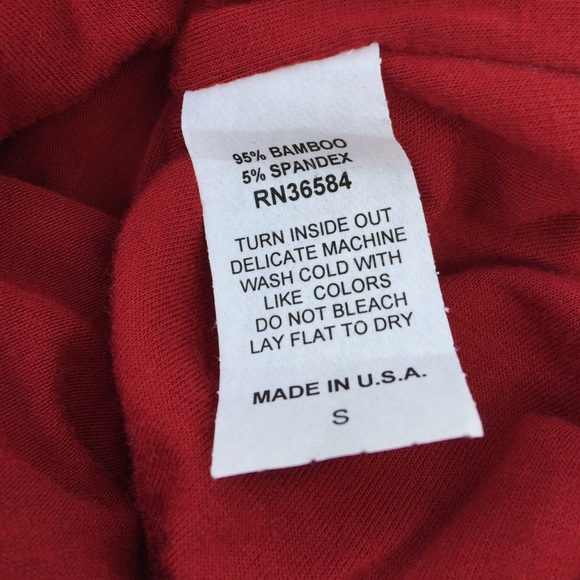 95% BAMBOO
5% SPANDEX
RN36584
TURN INSIDE OUT
DELICATE MACHINE
WASH COLD WITH
LIKE COLORS
DO NOT BLEACH
LAY FLAT TO DRY
MADE IN U.S.A.
S